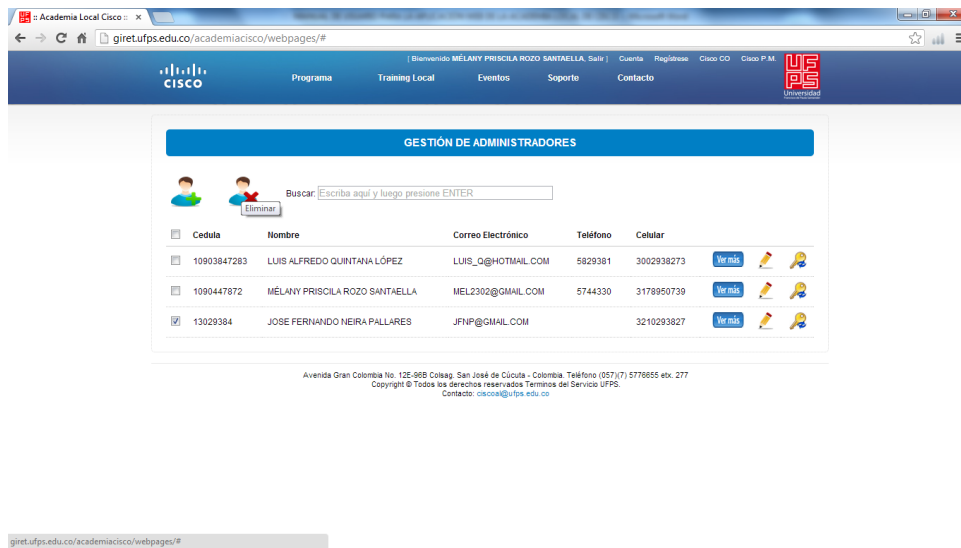 :: Academia Local Cisco ::
giret.ufps.edu.co/academiacisco/webpages/#
[ Bienvenido MÉLANY PRISCILA ROZO SANTAELLA, Salir ] Cuenta Regístrese Cisco CO Cisco P.M.
CISCO
Programa Training Local Eventos Soporte Contacto
UFPS
Universidad
GESTIÓN DE ADMINISTRADORES
Buscar: Escriba aquí y luego presione ENTER
Eliminar
Cedula Nombre Correo Electrónico Teléfono Celular
10903847283 LUIS ALFREDO QUINTANA LÓPEZ LUIS_Q@HOTMAIL.COM 5829381 3002938273 Ver más
1090447872 MÉLANY PRISCILA ROZO SANTAELLA MEL2302@GMAIL.COM 5744330 3178950739 Ver más
13029384 JOSE FERNANDO NEIRA PALLARES JFNP@GMAIL.COM 3210293827 Ver más
Avenida Gran Colombia No. 12E-96B Colsag. San José de Cúcuta - Colombia. Teléfono (057)(7) 5776655 etx. 277
Copyright © Todos los derechos reservados Terminos del Servicio UFPS.
Contacto: ciscoal@ufps.edu.co
giret.ufps.edu.co/academiacisco/webpages/#